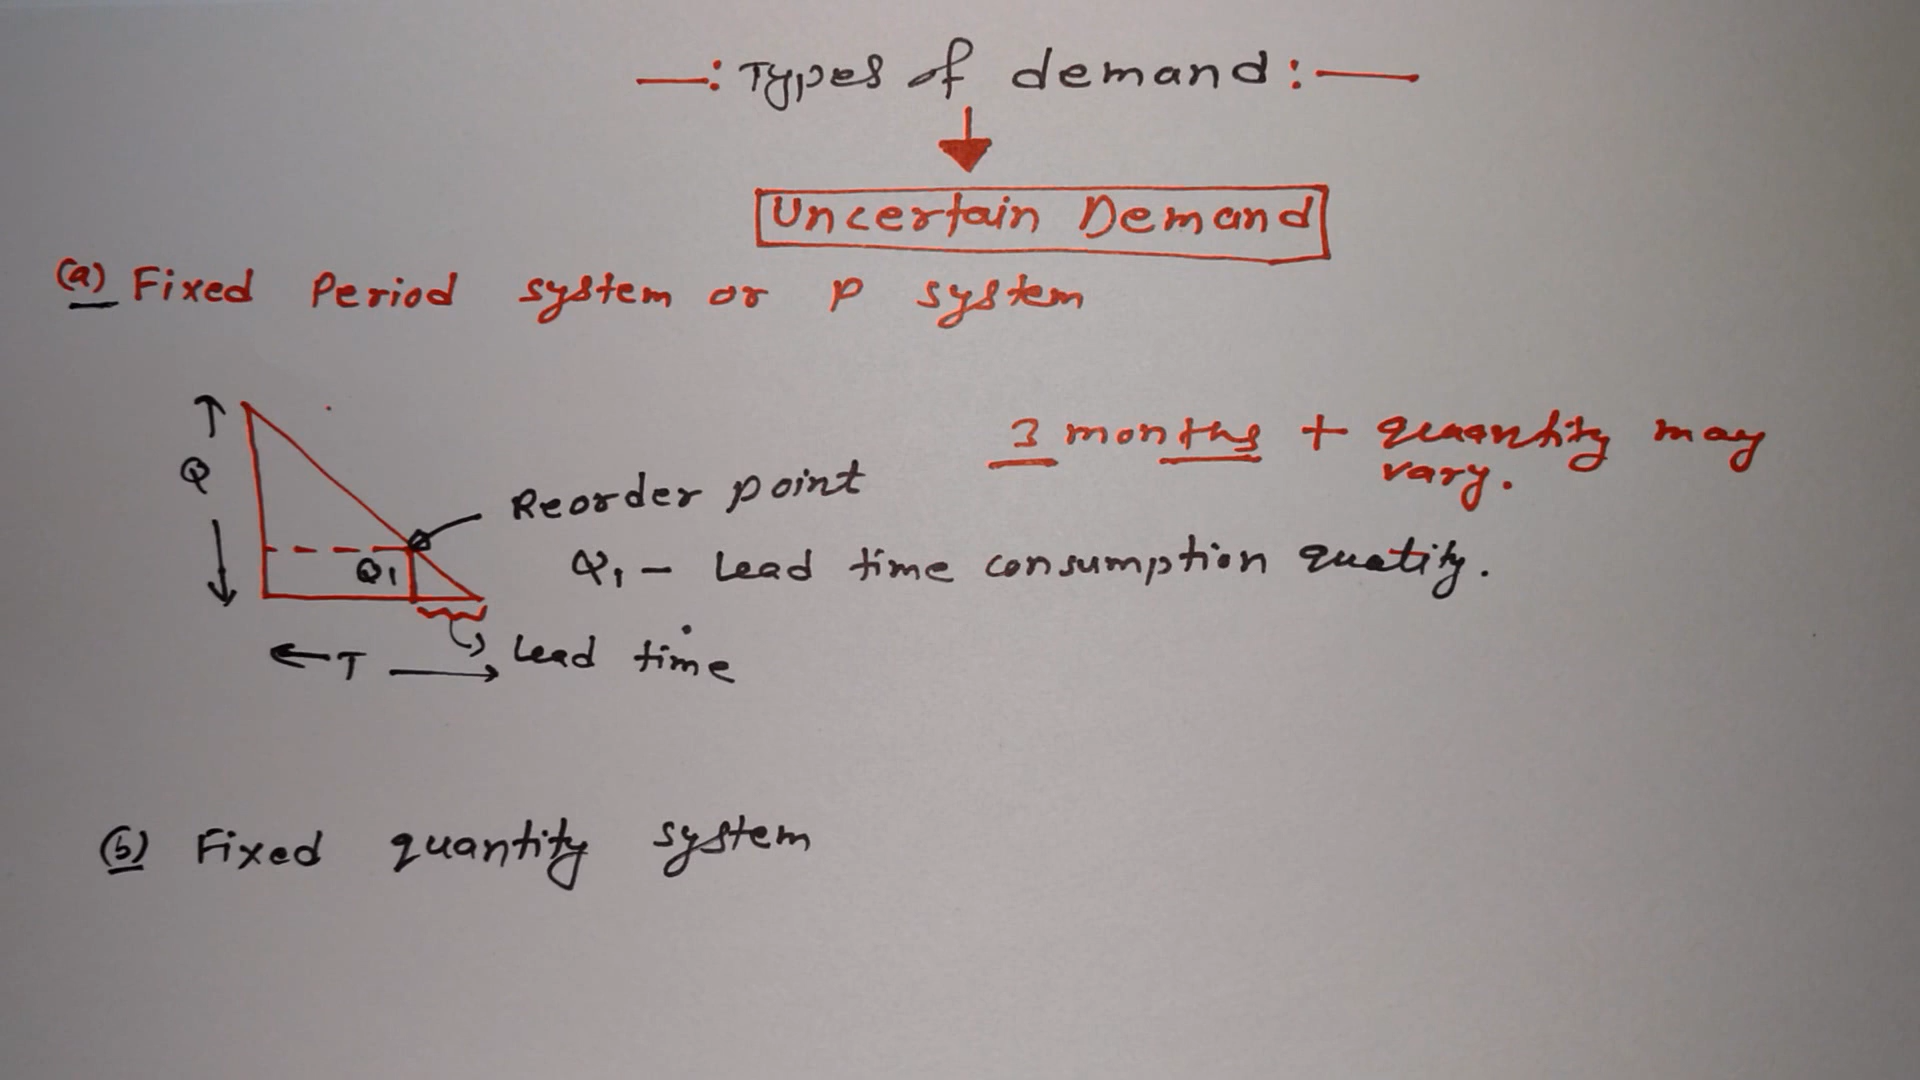 —: Types of demand :—
Uncertain Demand
(a) Fixed Period system or P system
3 months + quantity may
vary.
Q
Reorder point
Q1
Q1 - Lead time consumption quatity.
T
Lead time
(b) Fixed quantity system